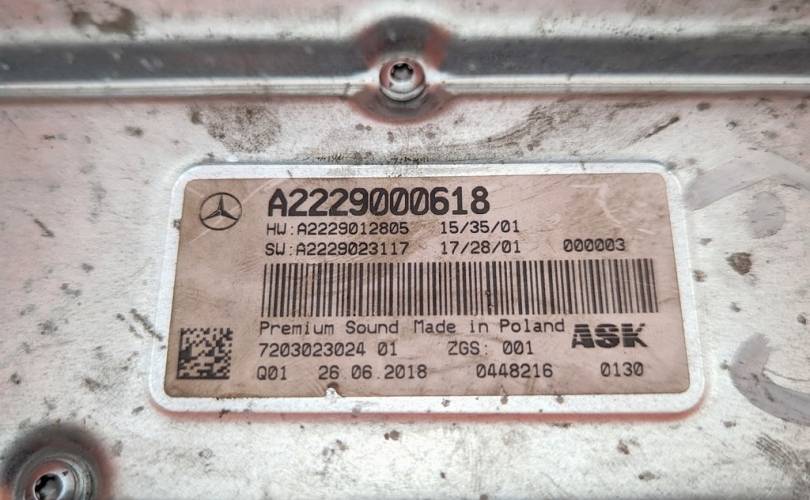 A2229000618
HW:A2229012805 15/35/01
SW:A2229023117 17/28/01 000003
Premium Sound Made in Poland ASK
7203023024 01 ZGS: 001
Q01 26 06.2018 0448216 0130